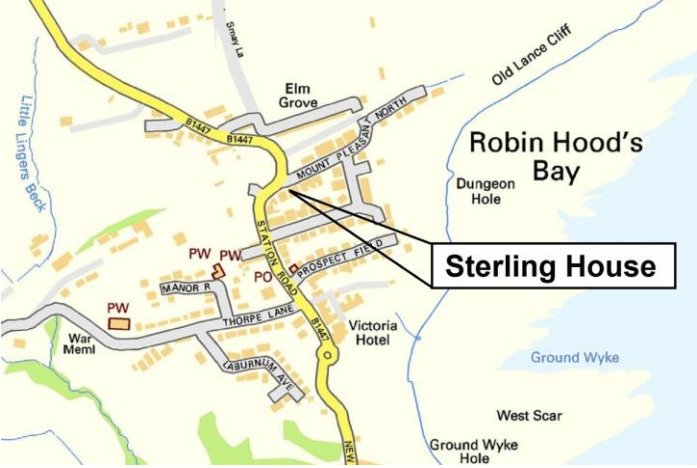 Smay La
Old Lance Cliff
Elm
Grove
Little Lingers Beck
B1447
B1447
MOUNT PLEASANT NORTH
Robin Hood's
Bay
Dungeon
Hole
STATION ROAD
PW
PW
PO
PROSPECT FIELD
Sterling House
MANOR R
PW
THORPE LANE
B1447
Victoria
Hotel
War
Meml
ABURNUM AVE
Ground Wyke
West Scar
NEW
Ground Wyke
Hole